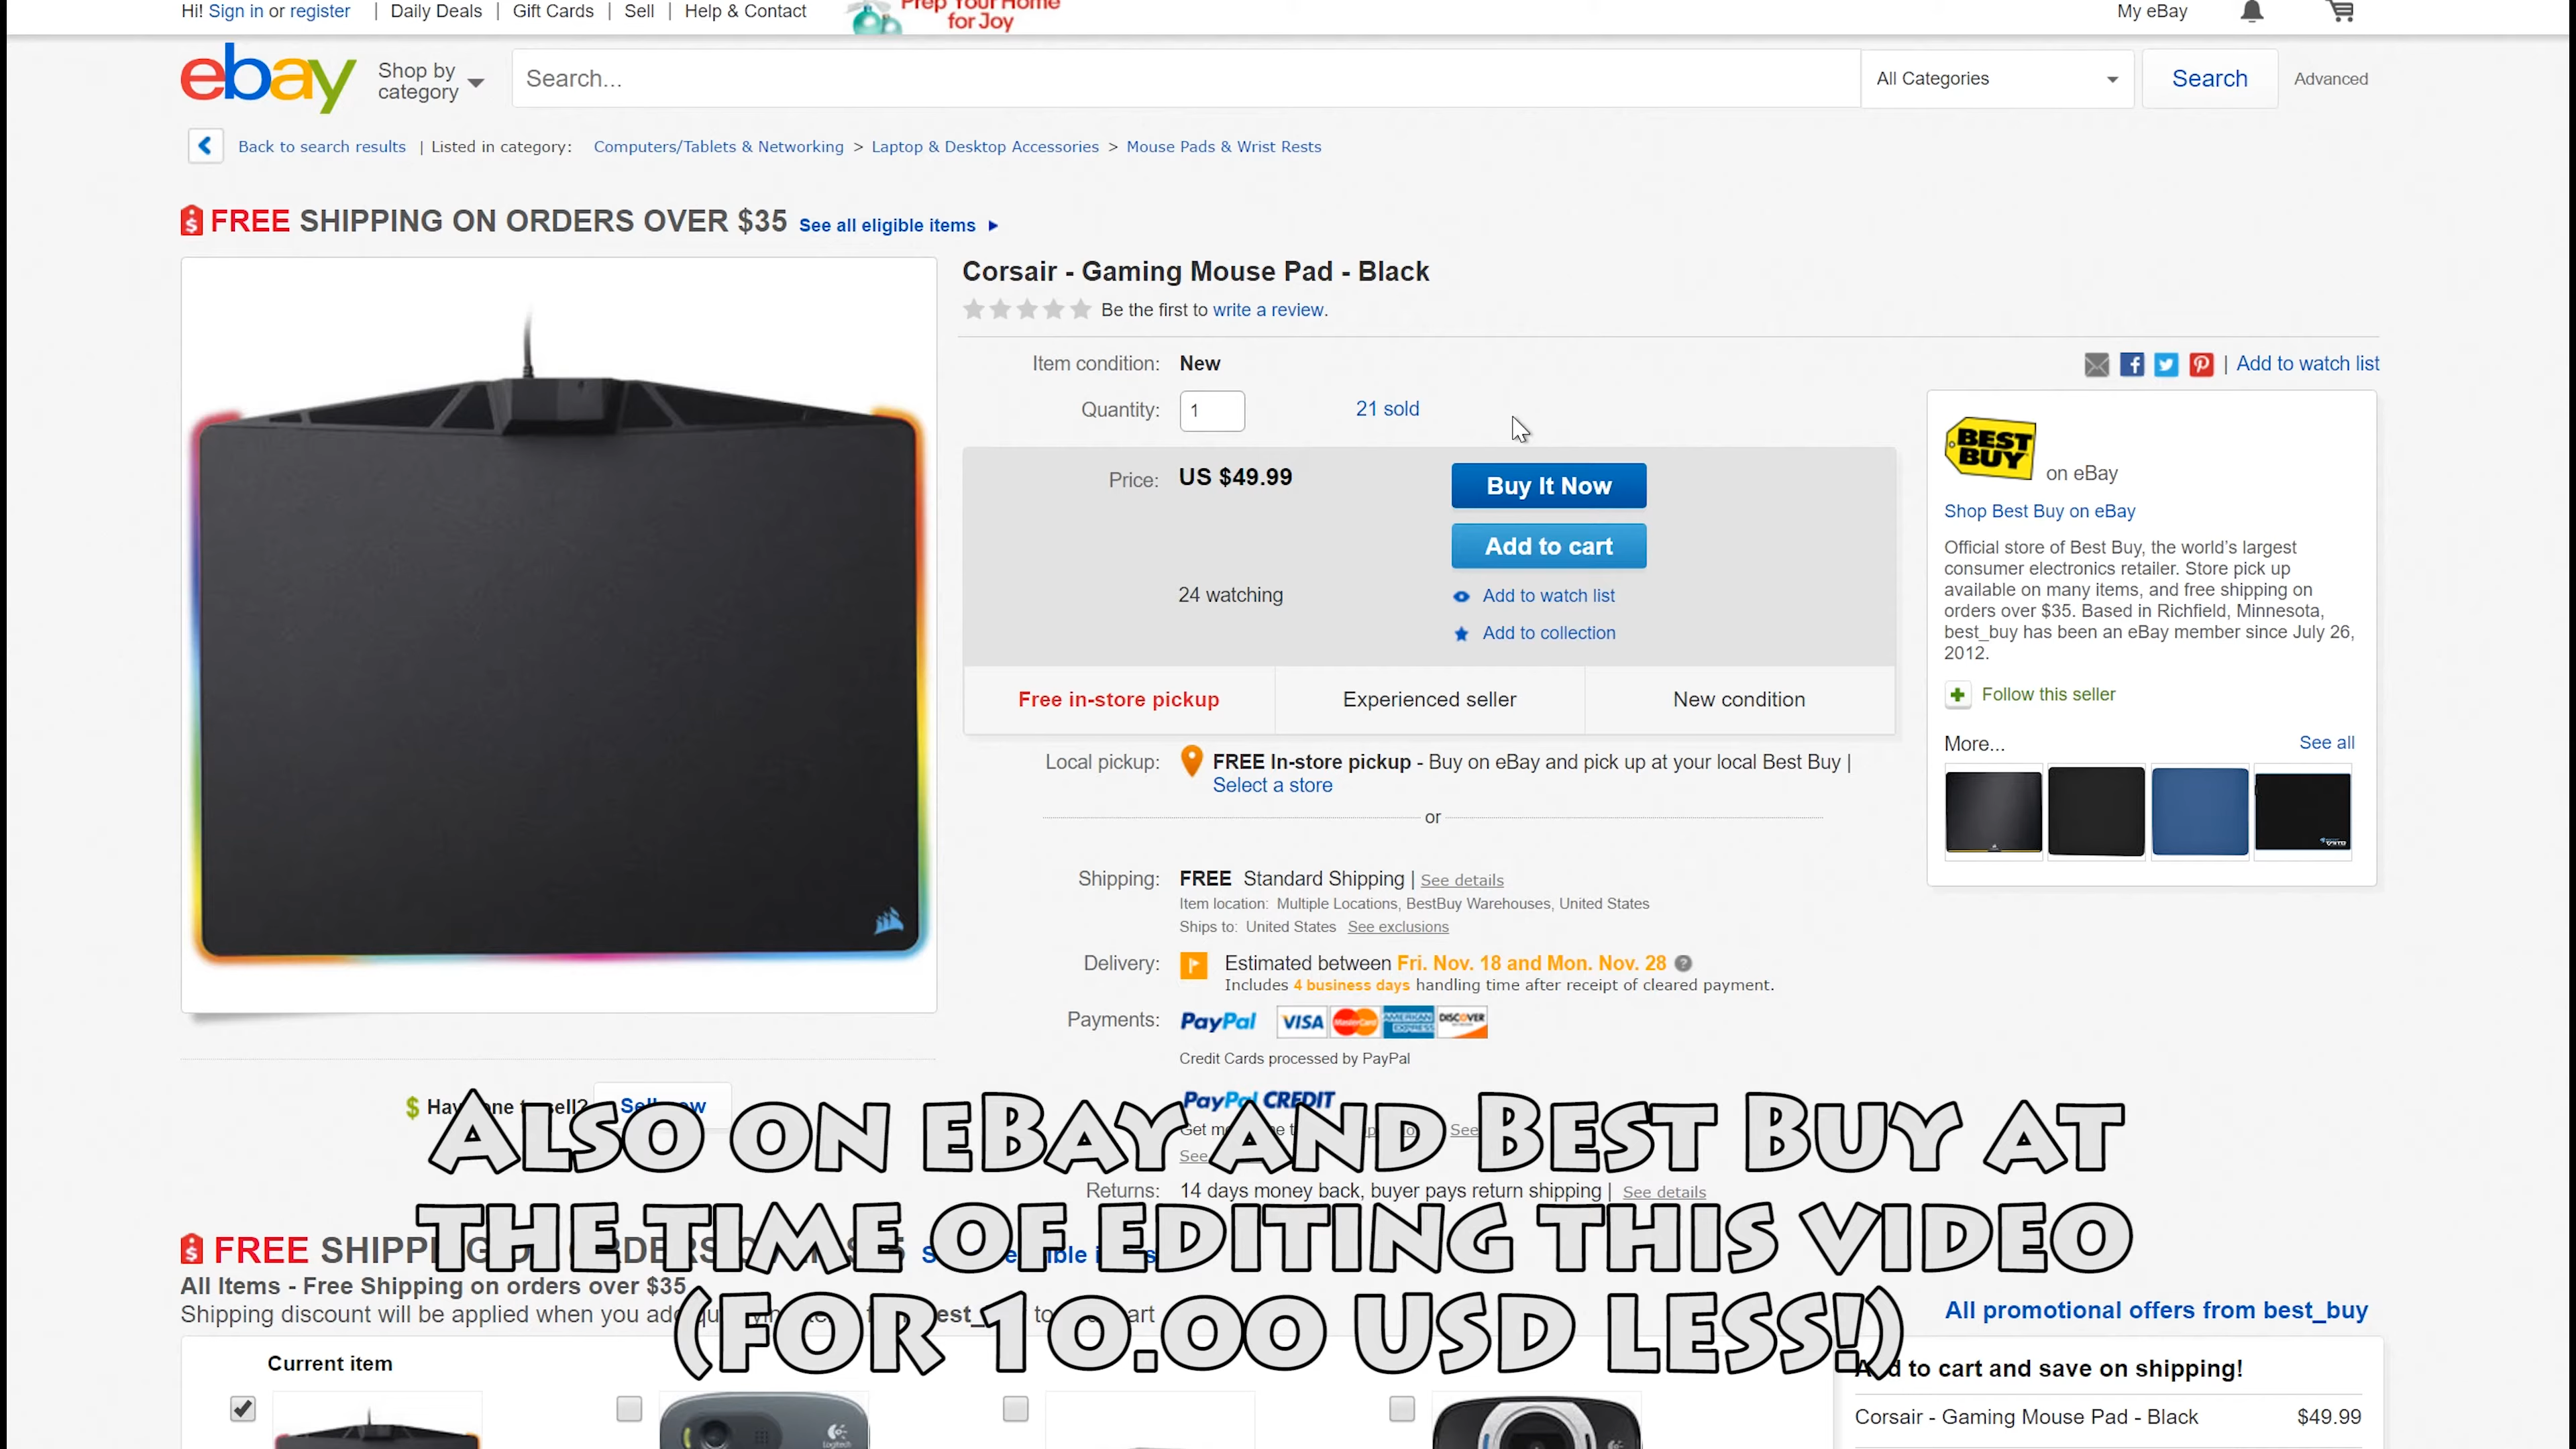 Hi! Sign in or register | Daily Deals | Gift Cards | Sell | Help & Contact
Prep Your Home
for Joy
My eBay
ebay
Shop by
category
Search...
All Categories
Search
Advanced
Back to search results | Listed in category: Computers/Tablets & Networking > Laptop & Desktop Accessories > Mouse Pads & Wrist Rests
FREE SHIPPING ON ORDERS OVER $35 See all eligible items
Corsair - Gaming Mouse Pad - Black
Be the first to write a review.
Item condition: New
Quantity: 1 21 sold
| Add to watch list
Price: US $49.99
Buy It Now
Add to cart
24 watching
Add to watch list
Add to collection
Free in-store pickup Experienced seller New condition
BEST
BUY
on eBay
Shop Best Buy on eBay
Official store of Best Buy, the world's largest
consumer electronics retailer. Store pick up
available on many items, and free shipping on
orders over $35. Based in Richfield, Minnesota,
best_buy has been an eBay member since July 26,
2012.
Follow this seller
More... See all
Local pickup: FREE In-store pickup - Buy on eBay and pick up at your local Best Buy |
Select a store
or
Shipping: FREE Standard Shipping | See details
Item location: Multiple Locations, BestBuy Warehouses, United States
Ships to: United States See exclusions
Delivery: Estimated between Fri. Nov. 18 and Mon. Nov. 28
Includes 4 business days handling time after receipt of cleared payment.
Payments: PayPal VISA MasterCard AMERICAN EXPRESS DISCOVER
Credit Cards processed by PayPal
PayPal CREDIT
Get See
See
Returns: 14 days money back, buyer pays return shipping | See details
Also on eBay and Best Buy at
the time of editing this video
(for 10.00 USD less!)
FREE
All Items - Free Shipping on orders over $35
Shipping discount will be applied when you add
All promotional offers from best_buy
Current item
to cart and save on shipping!
Corsair - Gaming Mouse Pad - Black $49.99
Logitech